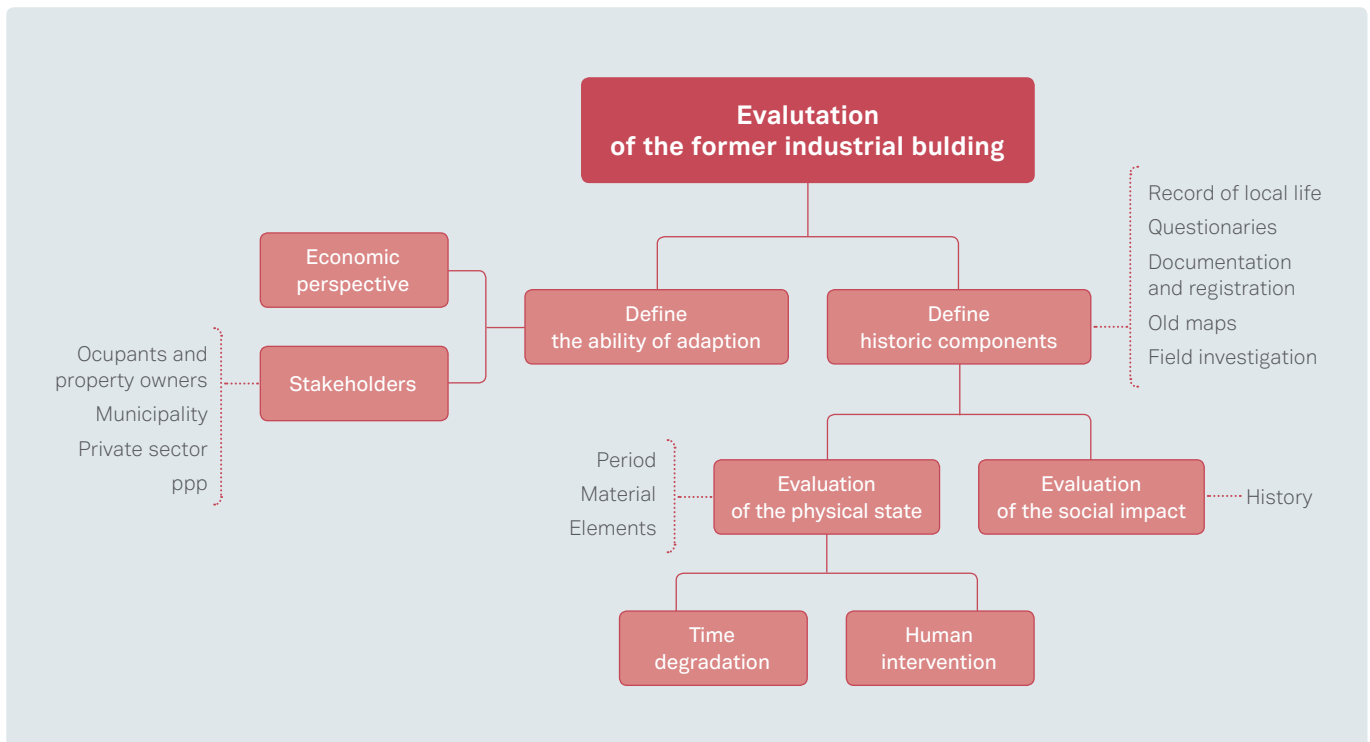 Evalutation
of the former industrial bulding
Economic
perspective
Stakeholders
Ocupants and
property owners
Municipality
Private sector
ppp
Define
the ability of adaption
Define
historic components
Record of local life
Questionaries
Documentation
and registration
Old maps
Field investigation
Period
Material
Elements
Evaluation
of the physical state
Evaluation
of the social impact
History
Time
degradation
Human
intervention